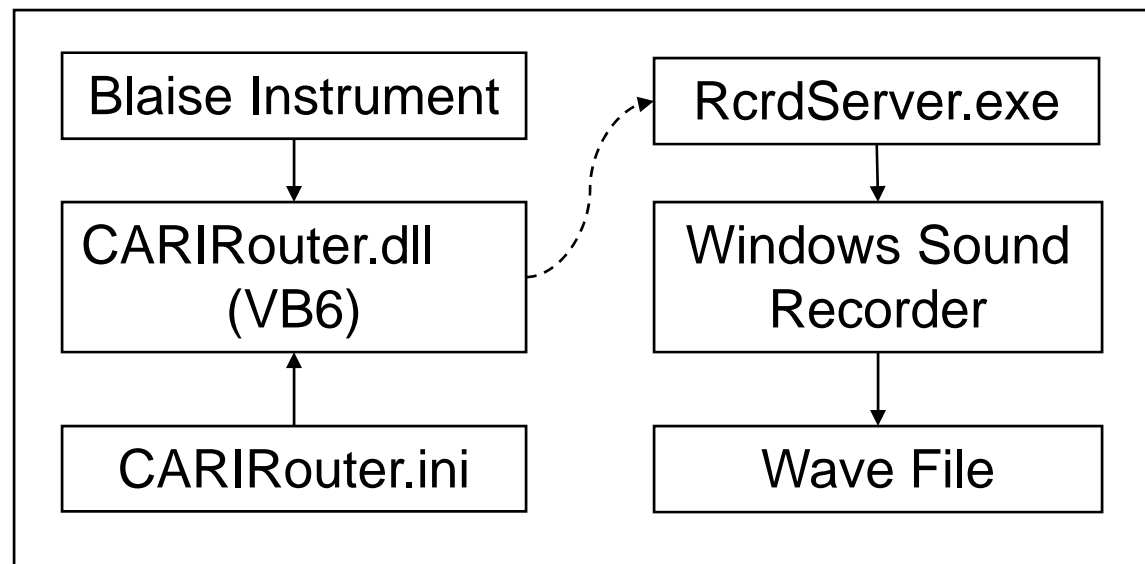 Blaise Instrument
CARIRouter.dll
(VB6)
CARIRouter.ini
RcrdServer.exe
Windows Sound
Recorder
Wave File